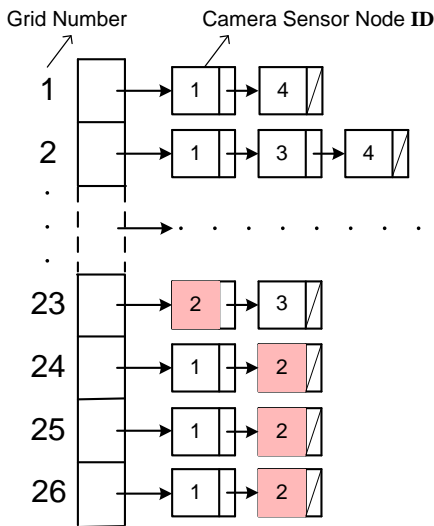 Grid Number Camera Sensor Node ID
1 1 4
2 1 3 4
. . . . . . . . .
23 2 3
24 1 2
25 1 2
26 1 2